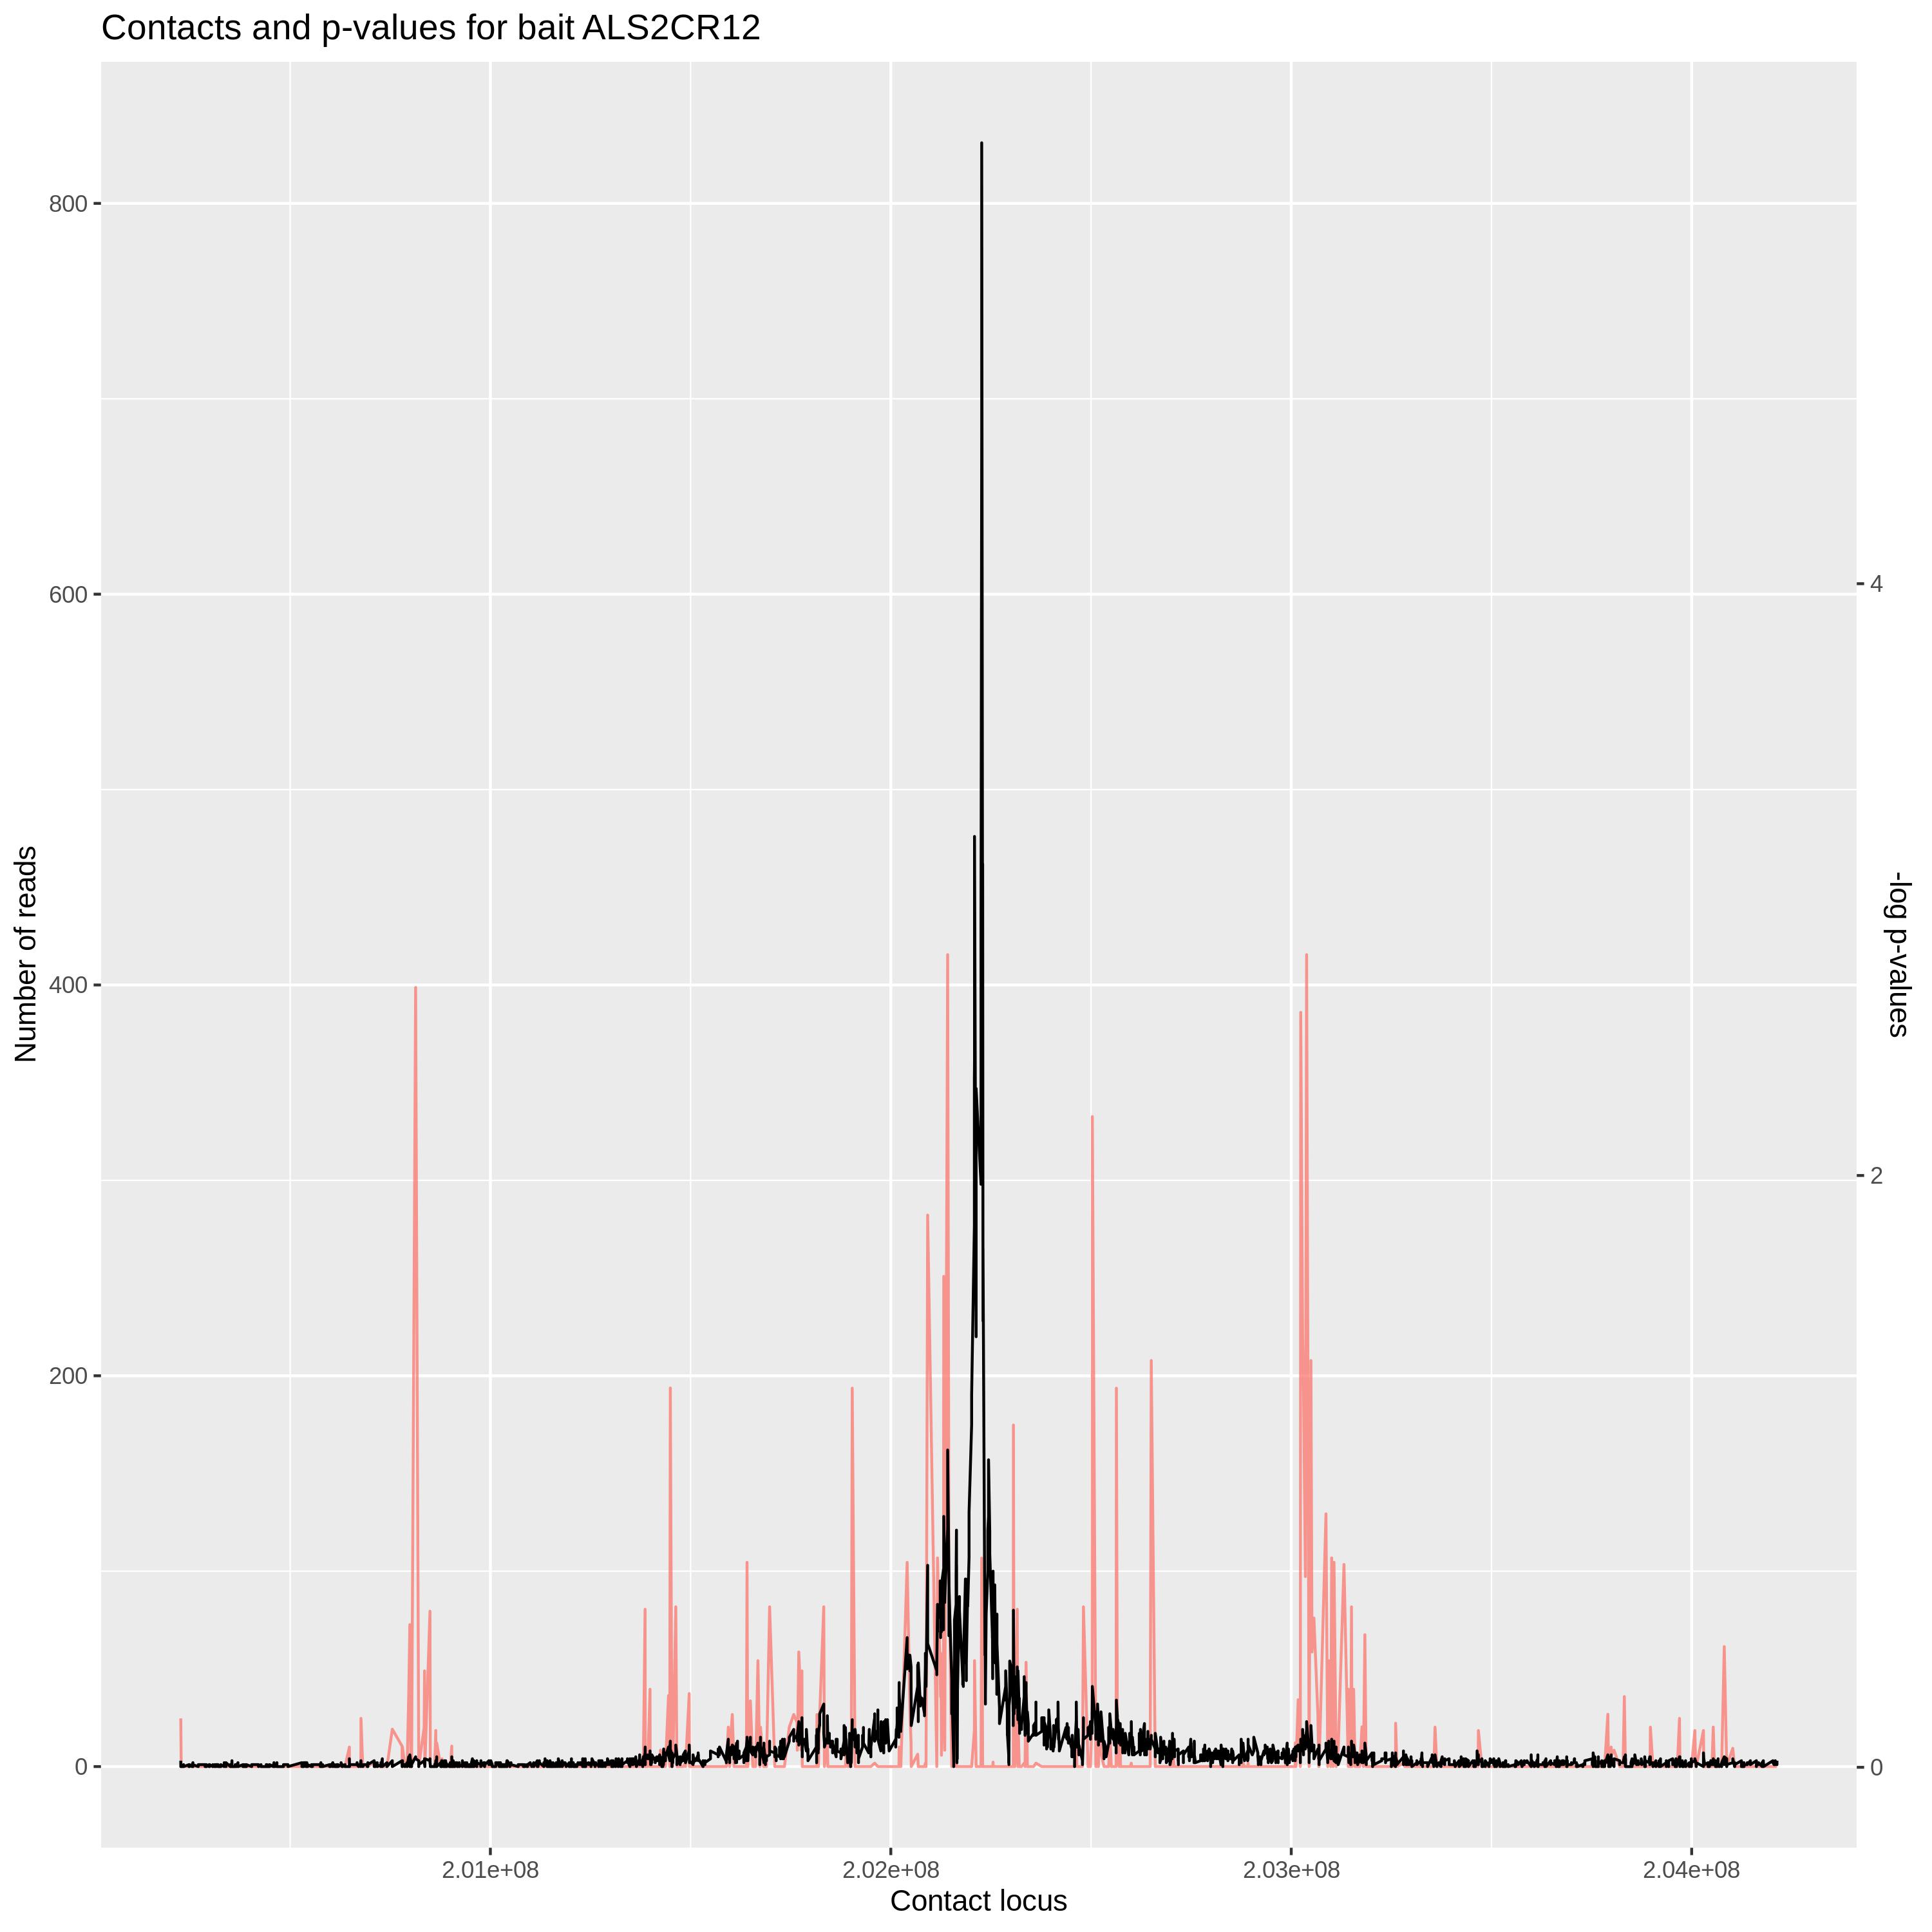 Contacts and p-values for bait ALS2CR12
800
600
400
200
0
Number of reads
4
2
0
-log p-values
2.01e+08
2.02e+08
2.03e+08
2.04e+08
Contact locus